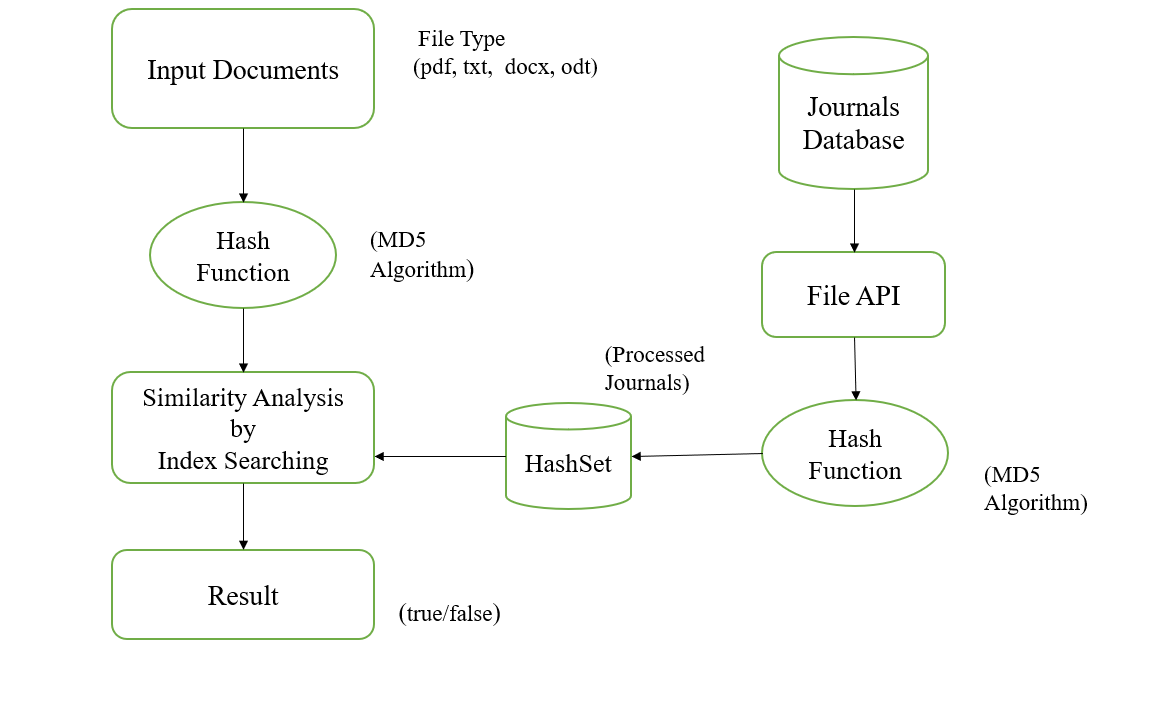 Input Documents
File Type
(pdf, txt,  docx, odt)
Journals
Database
Hash
Function
(MD5
Algorithm)
File API
(Processed
Journals)
Similarity Analysis
by
Index Searching
HashSet
Hash
Function
(MD5
Algorithm)
Result
(true/false)